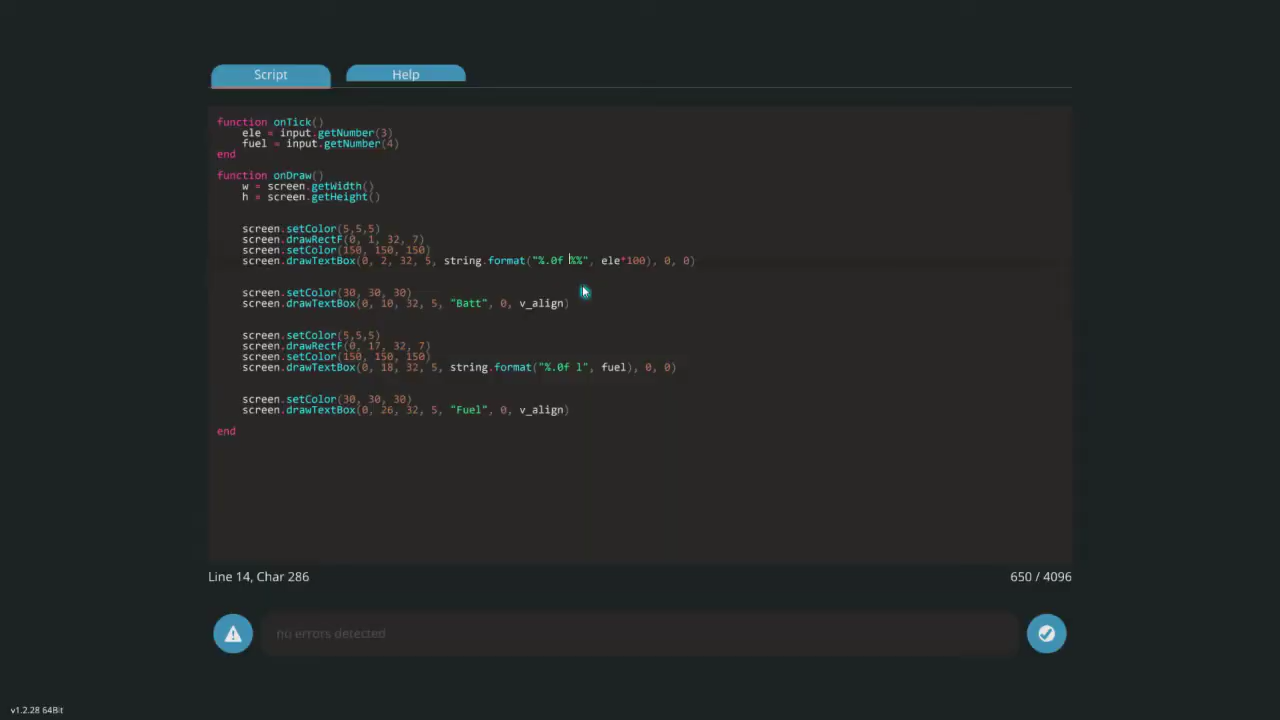 Script
Help
function onTick()
ele = input.getNumber(3)
fuel = input.getNumber(4)
end
function onDraw()
w = screen.getWidth()
h = screen.getHeight()
screen.setColor(5,5,5)
screen.drawRectF(0, 1, 32, 7)
screen.setColor(150, 150, 150)
screen.drawTextBox(0, 2, 32, 5, string.format("%.0f %%", ele*100), 0, 0)
screen.setColor(30, 30, 30)
screen.drawTextBox(0, 10, 32, 5, "Batt", 0, v_align)
screen.setColor(5,5,5)
screen.drawRectF(0, 17, 32, 7)
screen.setColor(150, 150, 150)
screen.drawTextBox(0, 18, 32, 5, string.format("%.0f l", fuel), 0, 0)
screen.setColor(30, 30, 30)
screen.drawTextBox(0, 26, 32, 5, "Fuel", 0, v_align)
end
Line 14, Char 286
650 / 4096
no errors detected
v1.2.28 64Bit